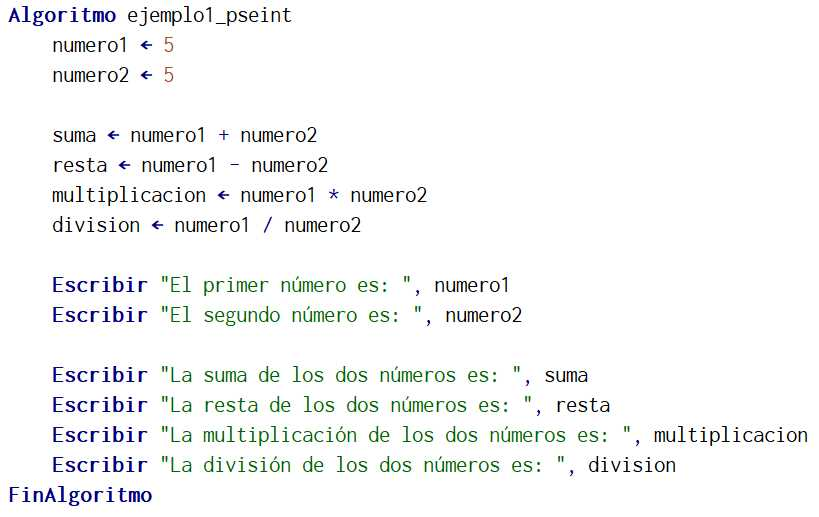 Algoritmo ejemplo1_pseint
numero1 ← 5
numero2 ← 5
suma ← numero1 + numero2
resta ← numero1 - numero2
multiplicacion ← numero1 * numero2
division ← numero1 / numero2
Escribir "El primer número es: ", numero1
Escribir "El segundo número es: ", numero2
Escribir "La suma de los dos números es: ", suma
Escribir "La resta de los dos números es: ", resta
Escribir "La multiplicación de los dos números es: ", multiplicacion
Escribir "La división de los dos números es: ", division
FinAlgoritmo